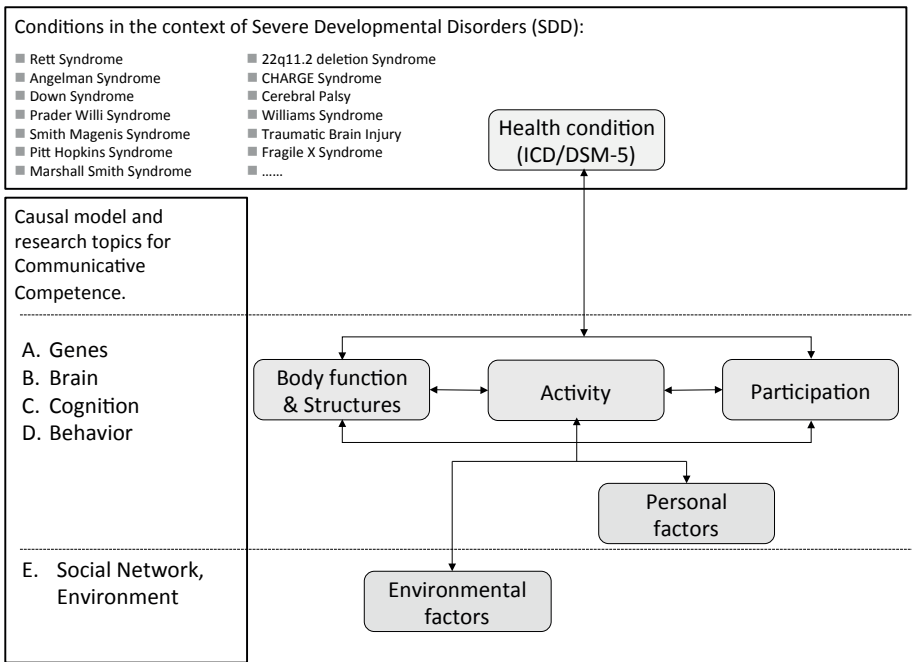 Conditions in the context of Severe Developmental Disorders (SDD):
Rett Syndrome
Angelman Syndrome
Down Syndrome
Prader Willi Syndrome
Smith Magenis Syndrome
Pitt Hopkins Syndrome
Marshall Smith Syndrome
22q11.2 deletion Syndrome
CHARGE Syndrome
Cerebral Palsy
Williams Syndrome
Traumatic Brain Injury
Fragile X Syndrome
......
Health condition
(ICD/DSM-5)
Causal model and
research topics for
Communicative
Competence.
A. Genes
B. Brain
C. Cognition
D. Behavior
Body function
& Structures
Activity
Participation
Personal
factors
E. Social Network,
Environment
Environmental
factors